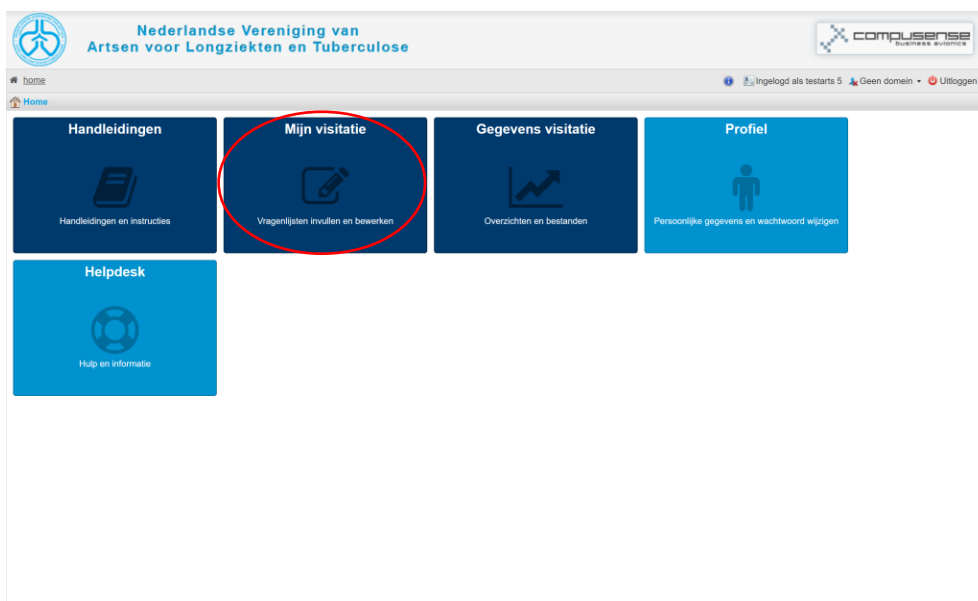 Nederlandse Vereniging van
Artsen voor Longziekten en Tuberculose
compusense
business avionics
home
Ingelogd als testarts 5 Geen domein Uitloggen
Home
Handleidingen
Handleidingen en instructies
Mijn visitatie
Vragenlijsten invullen en bewerken
Gegevens visitatie
Overzichten en bestanden
Profiel
Persoonlijke gegevens en wachtwoord wijzigen
Helpdesk
Hulp en informatie